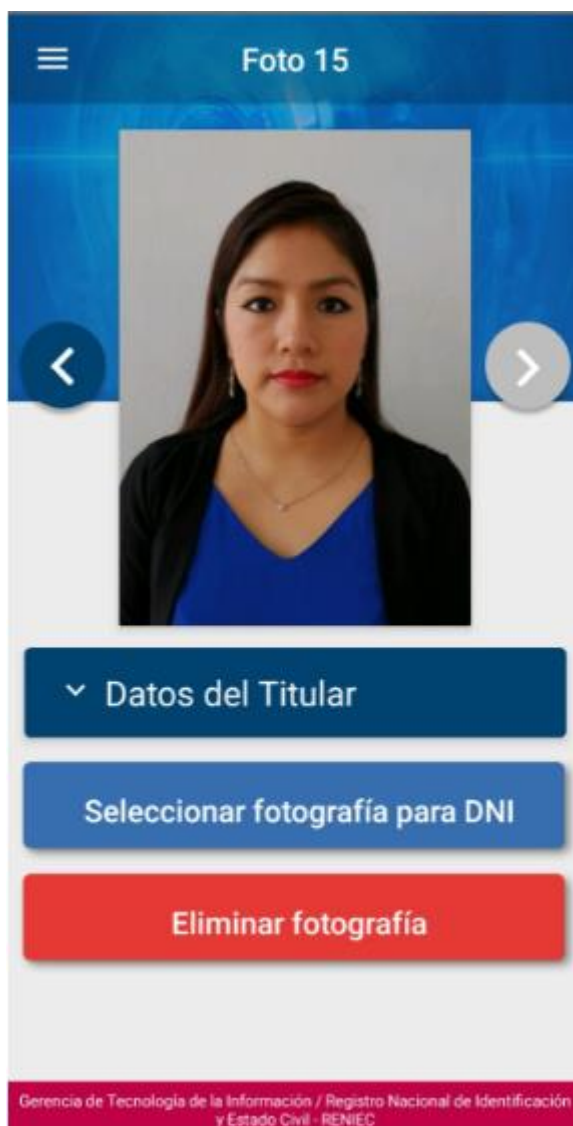 Foto 15
Datos del Titular
Seleccionar fotografía para DNI
Eliminar fotografía
Gerencia de Tecnología de la Información / Registro Nacional de Identificación
y Estado Civil - RENIEC